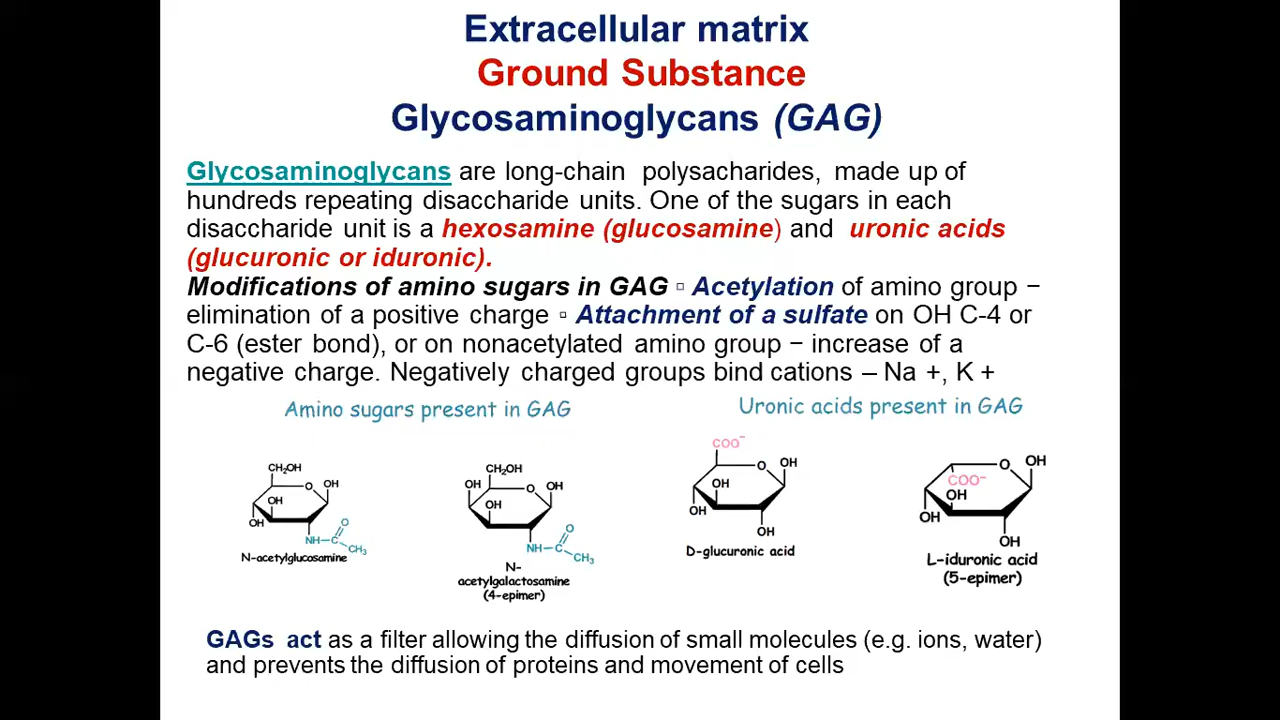 Extracellular matrix
Ground Substance
Glycosaminoglycans (GAG)
Glycosaminoglycans are long-chain polysacharides, made up of
hundreds repeating disaccharide units. One of the sugars in each
disaccharide unit is a hexosamine (glucosamine) and uronic acids
(glucuronic or iduronic).
Modifications of amino sugars in GAG ▫ Acetylation of amino group −
elimination of a positive charge ▫ Attachment of a sulfate on OH C-4 or
C-6 (ester bond), or on nonacetylated amino group − increase of a
negative charge. Negatively charged groups bind cations – Na +, K +
Amino sugars present in GAG
CH₂OH
O
OH
OH
OH
NH
C
O
CH₃
N-acetylglucosamine
CH₂OH
OH
O
OH
OH
NH
C
O
CH₃
N-
acetylgalactosamine
(4-epimer)
Uronic acids present in GAG
COO⁻
O
OH
OH
OH
OH
D-glucuronic acid
O
OH
COO⁻
OH
OH
OH
L-iduronic acid
(5-epimer)
GAGs act as a filter allowing the diffusion of small molecules (e.g. ions, water)
and prevents the diffusion of proteins and movement of cells